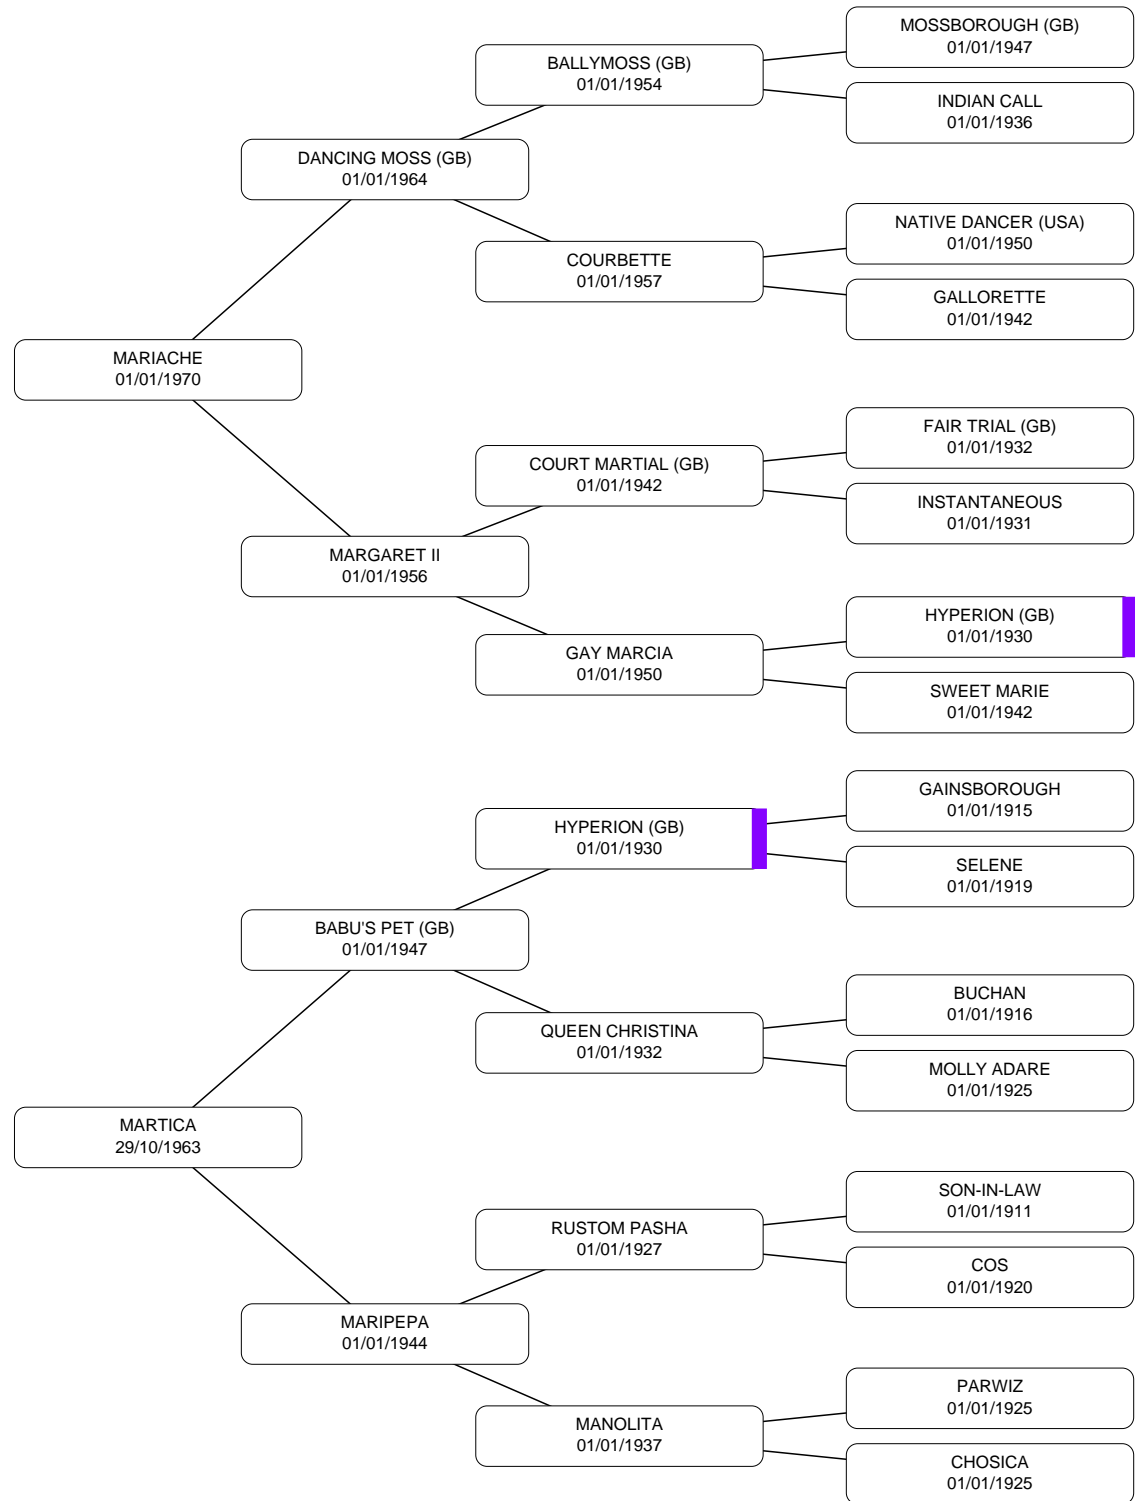 MOSSBOROUGH (GB)
01/01/1947
BALLYMOSS (GB)
01/01/1954
INDIAN CALL
01/01/1936
DANCING MOSS (GB)
01/01/1964
NATIVE DANCER (USA)
01/01/1950
COURBETTE
01/01/1957
GALLORETTE
01/01/1942
MARIACHE
01/01/1970
FAIR TRIAL (GB)
01/01/1932
COURT MARTIAL (GB)
01/01/1942
INSTANTANEOUS
01/01/1931
MARGARET II
01/01/1956
HYPERION (GB)
01/01/1930
GAY MARCIA
01/01/1950
SWEET MARIE
01/01/1942
GAINSBOROUGH
01/01/1915
HYPERION (GB)
01/01/1930
SELENE
01/01/1919
BABU'S PET (GB)
01/01/1947
BUCHAN
01/01/1916
QUEEN CHRISTINA
01/01/1932
MOLLY ADARE
01/01/1925
MARTICA
29/10/1963
SON-IN-LAW
01/01/1911
RUSTOM PASHA
01/01/1927
COS
01/01/1920
MARIPEPA
01/01/1944
PARWIZ
01/01/1925
MANOLITA
01/01/1937
CHOSICA
01/01/1925